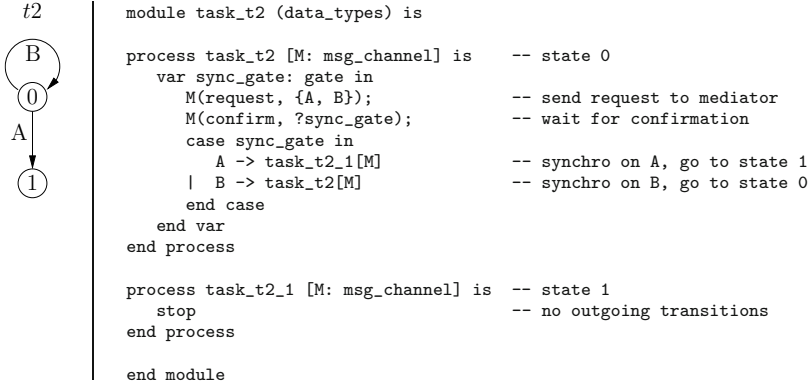 t2
B
0
A
1
module task_t2 (data_types) is
process task_t2 [M: msg_channel] is -- state 0
var sync_gate: gate in
M(request, {A, B}); -- send request to mediator
M(confirm, ?sync_gate); -- wait for confirmation
case sync_gate in
A -> task_t2_1[M] -- synchro on A, go to state 1
| B -> task_t2[M] -- synchro on B, go to state 0
end case
end var
end process
process task_t2_1 [M: msg_channel] is -- state 1
stop -- no outgoing transitions
end process
end module